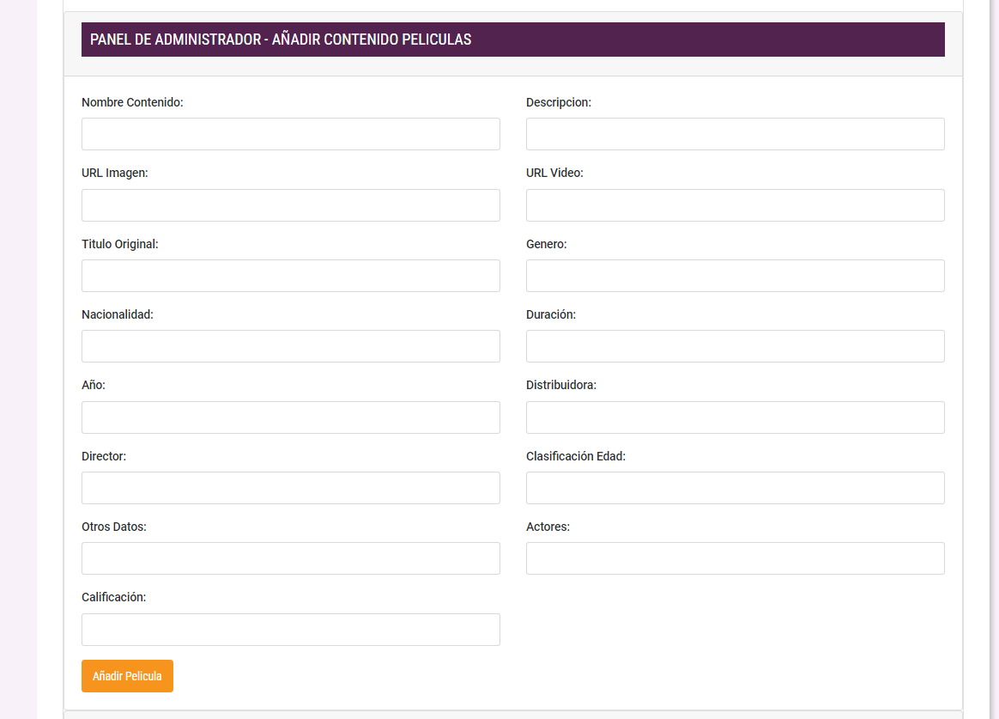 PANEL DE ADMINISTRADOR - AÑADIR CONTENIDO PELICULAS
Nombre Contenido:
Descripcion:
URL Imagen:
URL Video:
Titulo Original:
Genero:
Nacionalidad:
Duración:
Año:
Distribuidora:
Director:
Clasificación Edad:
Otros Datos:
Actores:
Calificación:
Añadir Pelicula